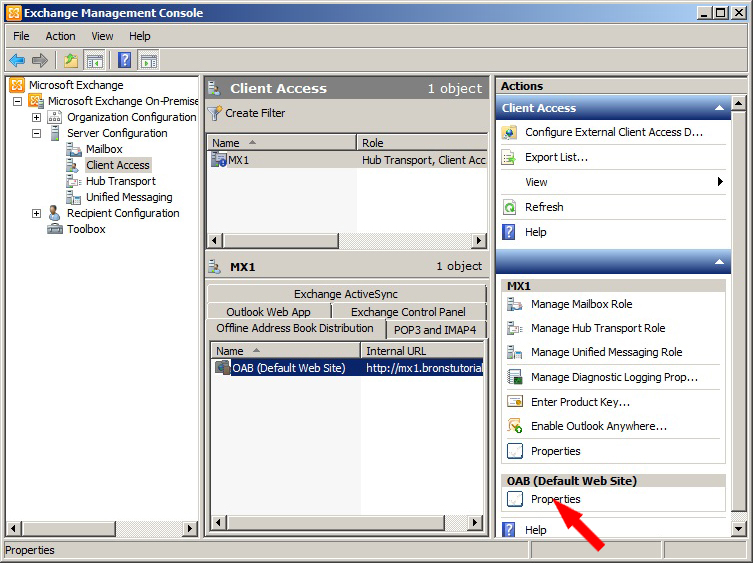 Exchange Management Console
File Action View Help
Microsoft Exchange
Microsoft Exchange On-Premise
Organization Configuration
Server Configuration
Mailbox
Client Access
Hub Transport
Unified Messaging
Recipient Configuration
Toolbox
Client Access 1 object
Create Filter
Name Role
MX1 Hub Transport, Client Acc
MX1 1 object
Exchange ActiveSync
Outlook Web App Exchange Control Panel
Offline Address Book Distribution POP3 and IMAP4
Name Internal URL
OAB (Default Web Site) http://mx1.bronstutorial
Actions
Client Access
Configure External Client Access D...
Export List...
View
Refresh
Help
MX1
Manage Mailbox Role
Manage Hub Transport Role
Manage Unified Messaging Role
Manage Diagnostic Logging Prop...
Enter Product Key...
Enable Outlook Anywhere...
Properties
OAB (Default Web Site)
Properties
Help
Properties